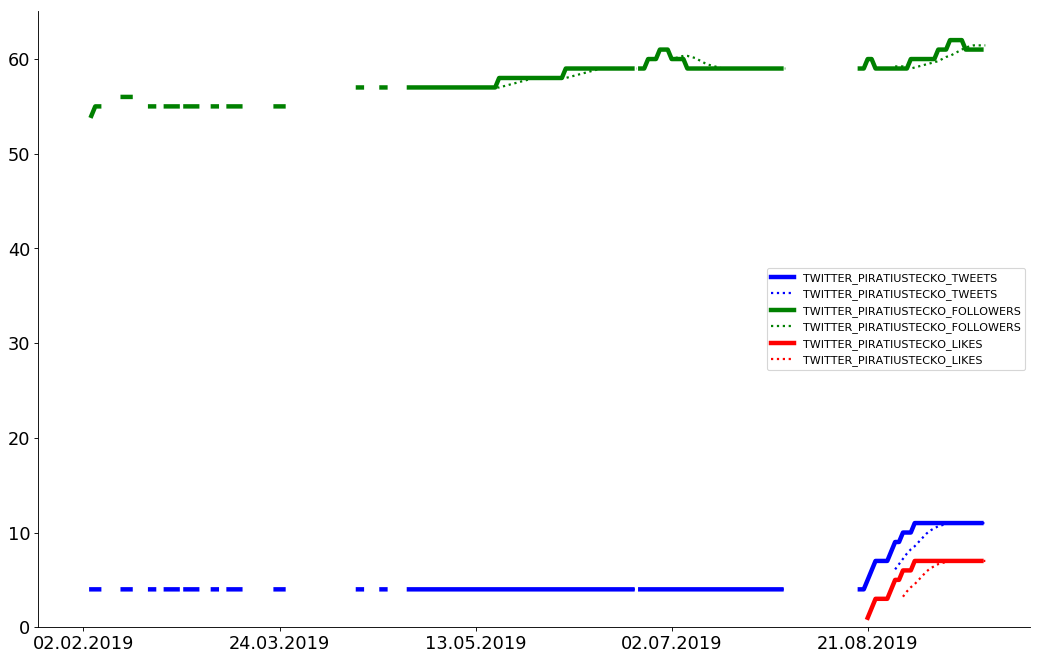 60
50
40
30
20
10
0
02.02.2019 24.03.2019 13.05.2019 02.07.2019 21.08.2019
TWITTER_PIRATIUSTECKO_TWEETS
TWITTER_PIRATIUSTECKO_TWEETS
TWITTER_PIRATIUSTECKO_FOLLOWERS
TWITTER_PIRATIUSTECKO_FOLLOWERS
TWITTER_PIRATIUSTECKO_LIKES
TWITTER_PIRATIUSTECKO_LIKES